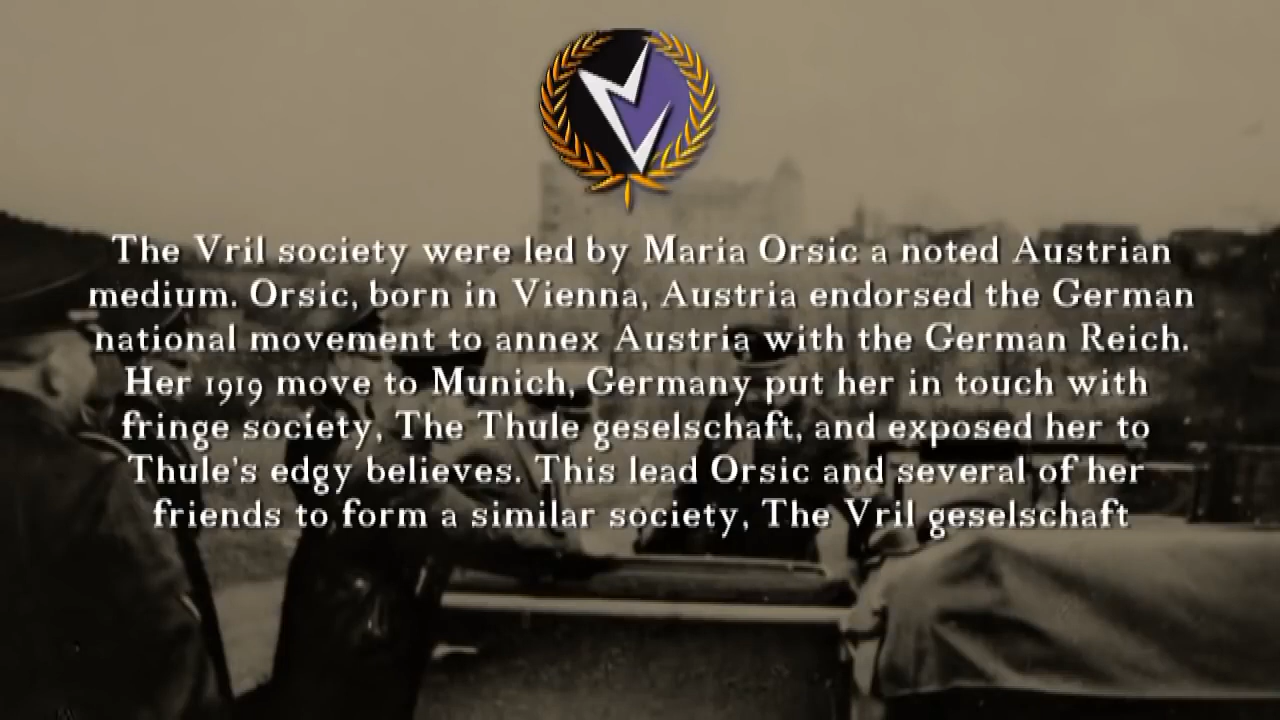 The Vril society were led by Maria Orsic a noted Austrian
medium. Orsic, born in Vienna, Austria endorsed the German
national movement to annex Austria with the German Reich.
Her 1919 move to Munich, Germany put her in touch with
fringe society, The Thule geselschaft, and exposed her to
Thule's edgy believes. This lead Orsic and several of her
friends to form a similar society, The Vril geselschaft